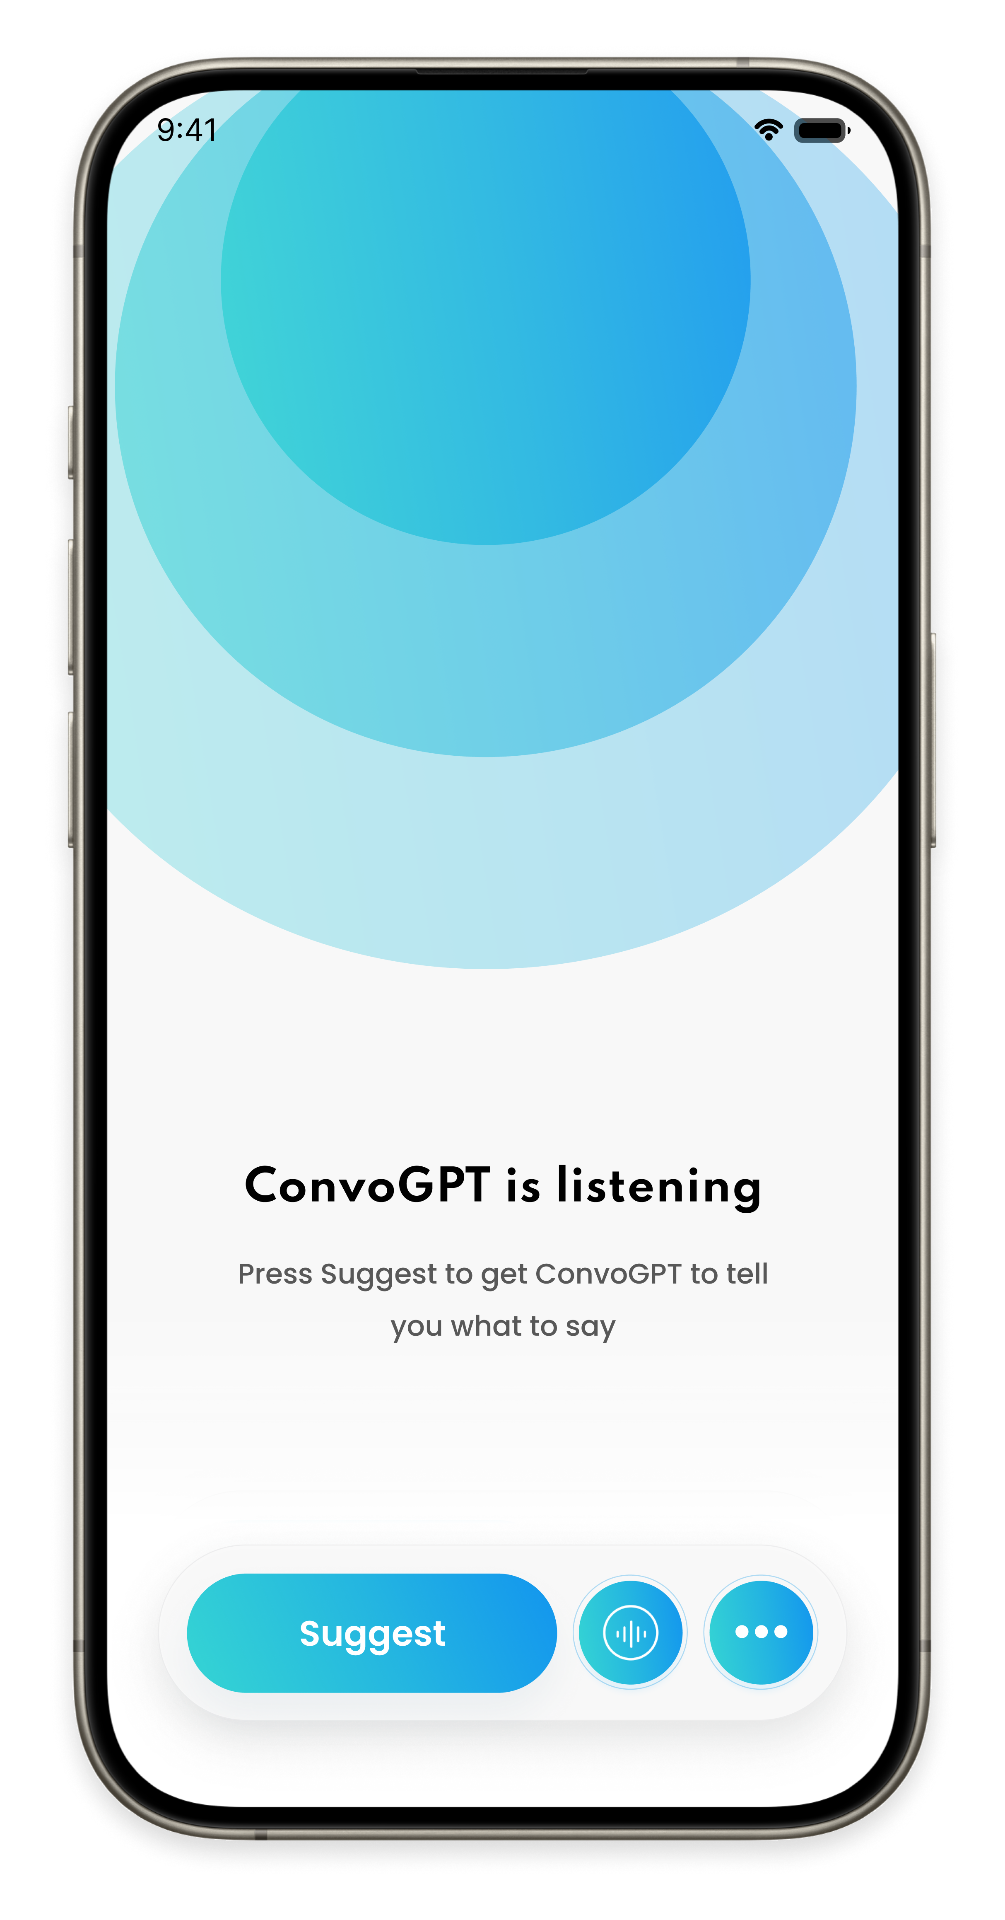 9:41
ConvoGPT is listening
Press Suggest to get ConvoGPT to tell
you what to say
Suggest